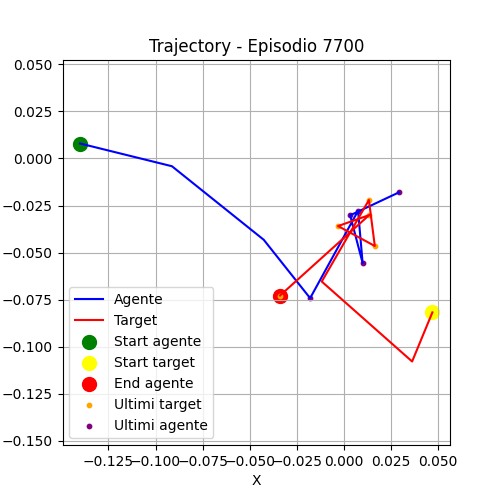 Trajectory - Episodio 7700
0.050
0.025
0.000
−0.025
−0.050
−0.075
−0.100
−0.125
−0.150
Agente
Target
Start agente
Start target
End agente
Ultimi target
Ultimi agente
−0.125 −0.100 −0.075 −0.050 −0.025 0.000 0.025 0.050
X